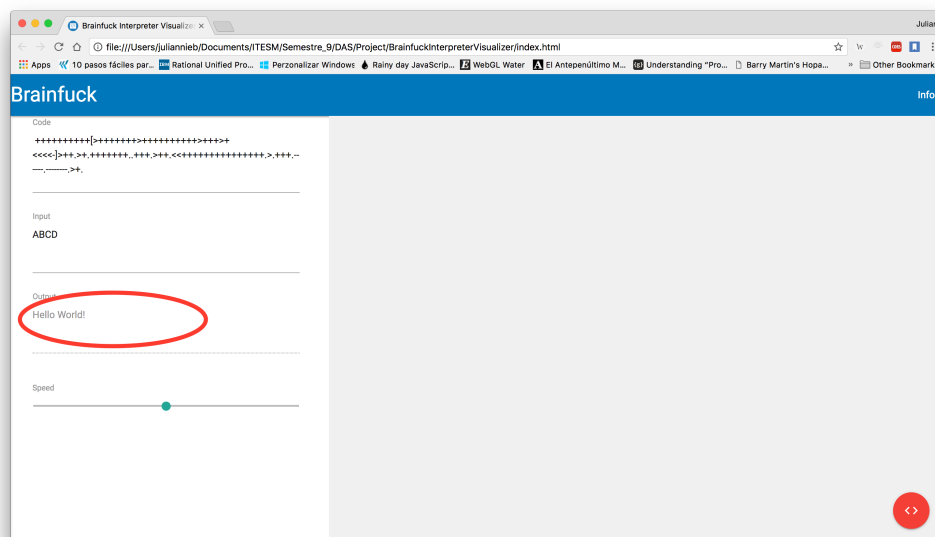 Brainfuck Interpreter Visualize ×
Julian
file:///Users/juliannieb/Documents/ITESM/Semestre_9/DAS/Project/BrainfuckInterpreterVisualizer/index.html
W
Apps 10 pasos fáciles par... Rational Unified Pro... Perzonalizar Windows Rainy day JavaScrip... WebGL Water El Antepenúltimo M... Understanding "Pro... Barry Martin's Hopa... » Other Bookmark
Brainfuck
Info
Code
++++++++++[>+++++++>++++++++++>+++>+
<<<<-]>++.>+.+++++++..+++.>++.<<+++++++++++++++.>.+++.--
----.--------.>+.
Input
ABCD
Output
Hello World!
Speed
<>